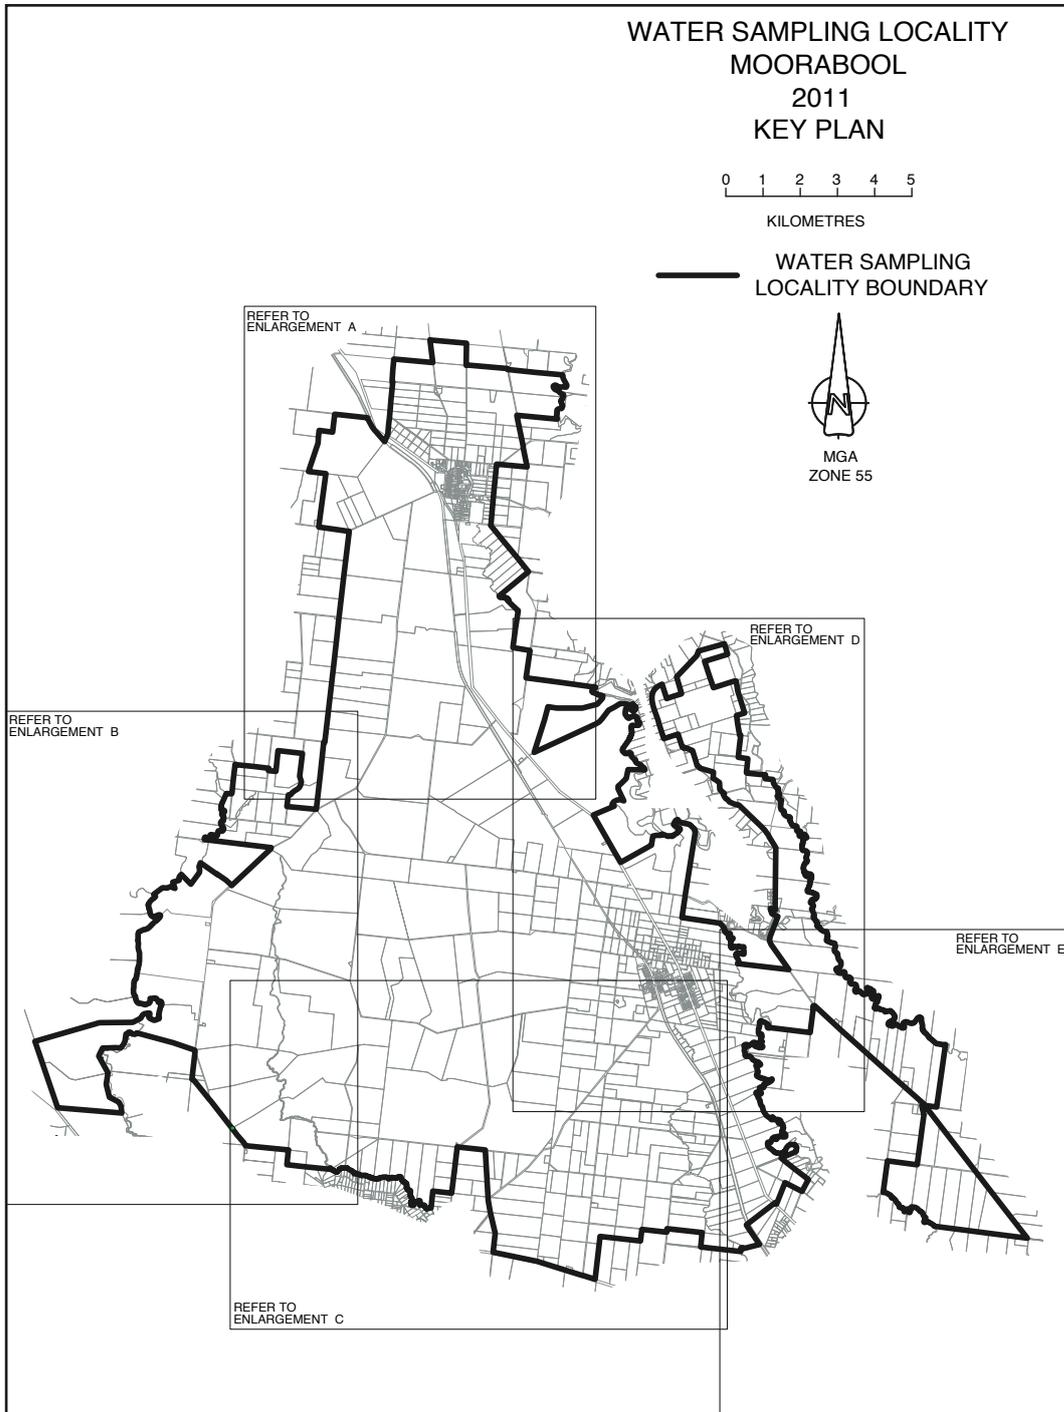 WATER SAMPLING LOCALITY
MOORABOOL
2011
KEY PLAN
0 1 2 3 4 5
KILOMETRES
WATER SAMPLING
LOCALITY BOUNDARY
N
MGA
ZONE 55
REFER TO
ENLARGEMENT A
REFER TO
ENLARGEMENT D
REFER TO
ENLARGEMENT B
REFER TO
ENLARGEMENT E
REFER TO
ENLARGEMENT C